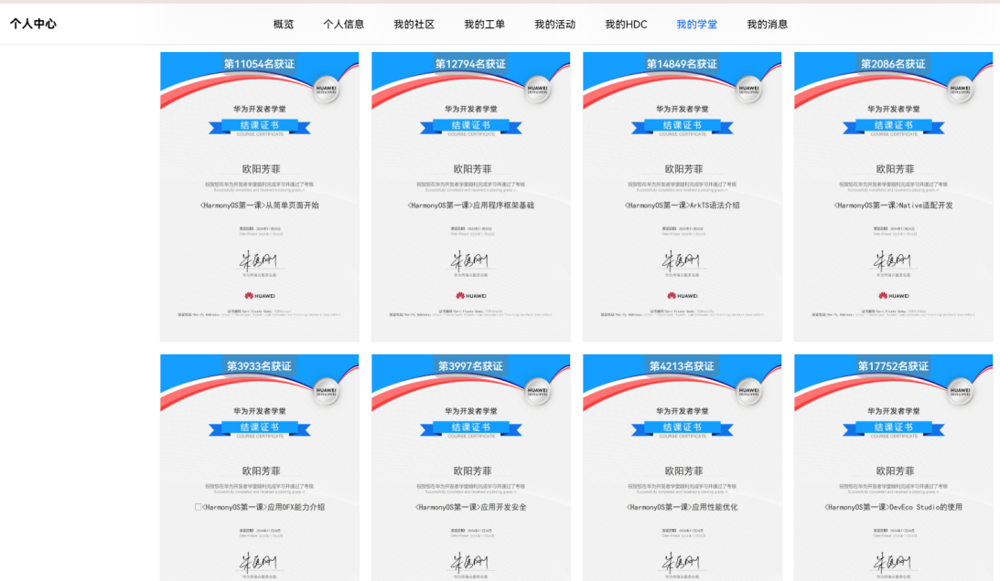 个人中心 概览 个人信息 我的社区 我的工单 我的活动 我的HDC 我的学堂 我的消息
第11054名获证
HUAWEI
DEVELOPERS
华为开发者学堂
结课证书
COURSE CERTIFICATE
欧阳芳菲
祝贺您在华为开发者学堂顺利完成学习并通过了考核
Successfully completed and received a passing grade in
<HarmonyOS第一课>从简单页面开始
HUAWEI
第12794名获证
HUAWEI
DEVELOPERS
华为开发者学堂
结课证书
COURSE CERTIFICATE
欧阳芳菲
祝贺您在华为开发者学堂顺利完成学习并通过了考核
Successfully completed and received a passing grade in
<HarmonyOS第一课>应用程序框架基础
HUAWEI
第14849名获证
HUAWEI
DEVELOPERS
华为开发者学堂
结课证书
COURSE CERTIFICATE
欧阳芳菲
祝贺您在华为开发者学堂顺利完成学习并通过了考核
Successfully completed and received a passing grade in
<HarmonyOS第一课>ArkTS语法介绍
HUAWEI
第2086名获证
HUAWEI
DEVELOPERS
华为开发者学堂
结课证书
COURSE CERTIFICATE
欧阳芳菲
祝贺您在华为开发者学堂顺利完成学习并通过了考核
Successfully completed and received a passing grade in
<HarmonyOS第一课>Native适配开发
HUAWEI
第3933名获证
HUAWEI
DEVELOPERS
华为开发者学堂
结课证书
COURSE CERTIFICATE
欧阳芳菲
祝贺您在华为开发者学堂顺利完成学习并通过了考核
Successfully completed and received a passing grade in
<HarmonyOS第一课>应用DFX能力介绍
第3997名获证
HUAWEI
DEVELOPERS
华为开发者学堂
结课证书
COURSE CERTIFICATE
欧阳芳菲
祝贺您在华为开发者学堂顺利完成学习并通过了考核
Successfully completed and received a passing grade in
<HarmonyOS第一课>应用开发安全
第4213名获证
HUAWEI
DEVELOPERS
华为开发者学堂
结课证书
COURSE CERTIFICATE
欧阳芳菲
祝贺您在华为开发者学堂顺利完成学习并通过了考核
Successfully completed and received a passing grade in
<HarmonyOS第一课>应用性能优化
第17752名获证
HUAWEI
DEVELOPERS
华为开发者学堂
结课证书
COURSE CERTIFICATE
欧阳芳菲
祝贺您在华为开发者学堂顺利完成学习并通过了考核
Successfully completed and received a passing grade in
<HarmonyOS第一课>DevEco Studio的使用